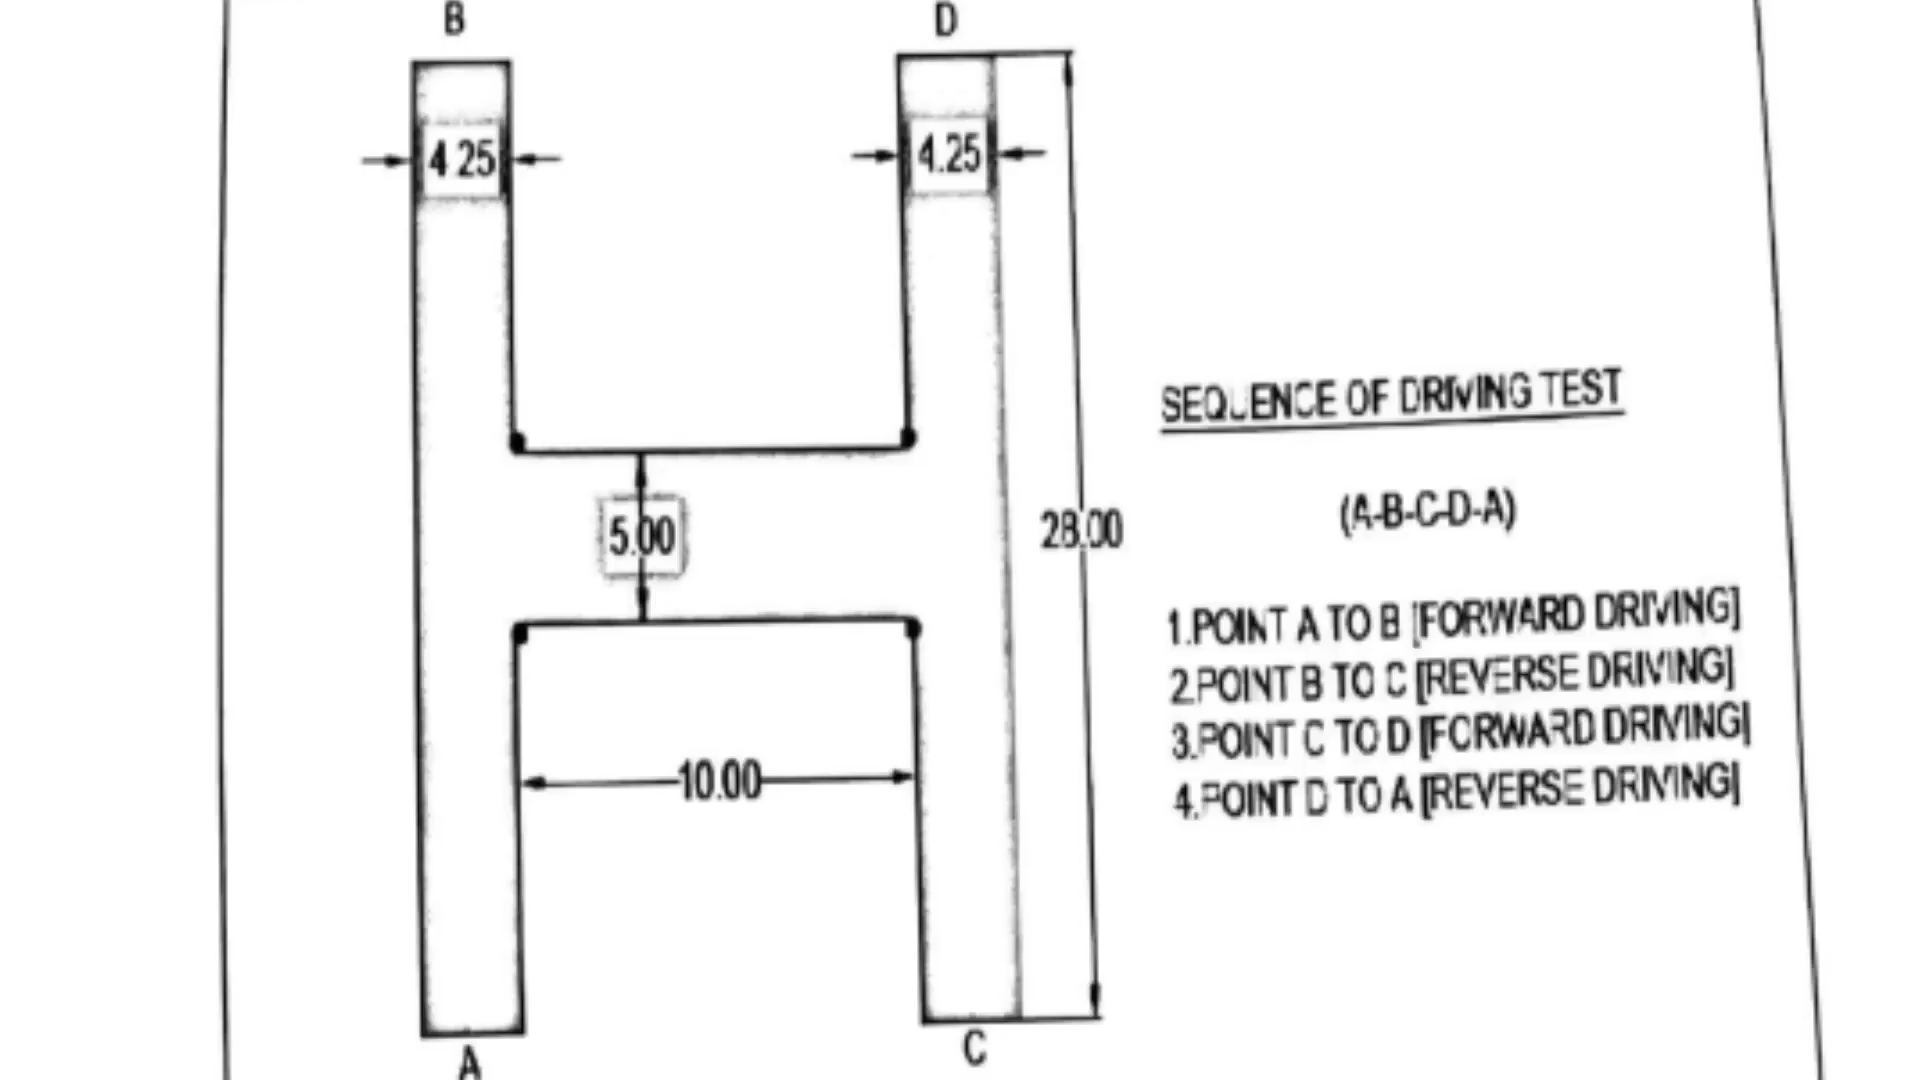 B
D
4 25
4.25
SEQUENCE OF DRIVING TEST
(A-B-C-D-A)
5.00
28.00
1.POINT A TO B [FORWARD DRIVING]
2.POINT B TO C [REVERSE DRIVING]
3.POINT C TO D [FORWARD DRIVING]
4.POINT D TO A [REVERSE DRIVING]
10.00
A
C